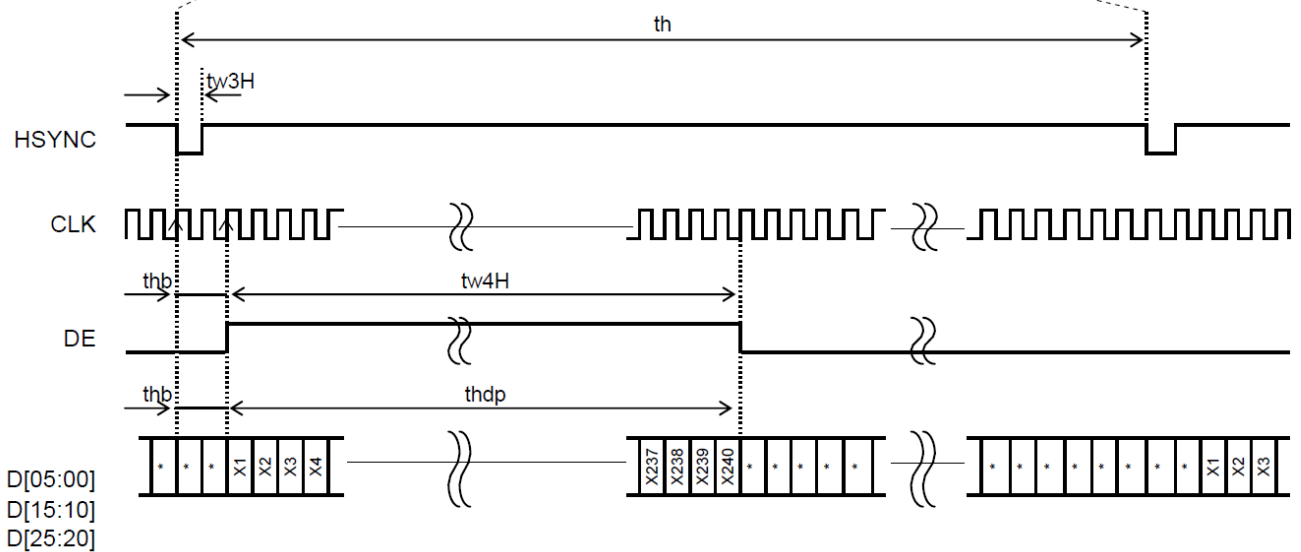 th
tw3H
HSYNC
CLK
thb
tw4H
DE
thb
thdp
* * * X1 X2 X3 X4 X237 X238 X239 X240 * * * * * * * * * * * * * * X1 X2 X3
D[05:00]
D[15:10]
D[25:20]